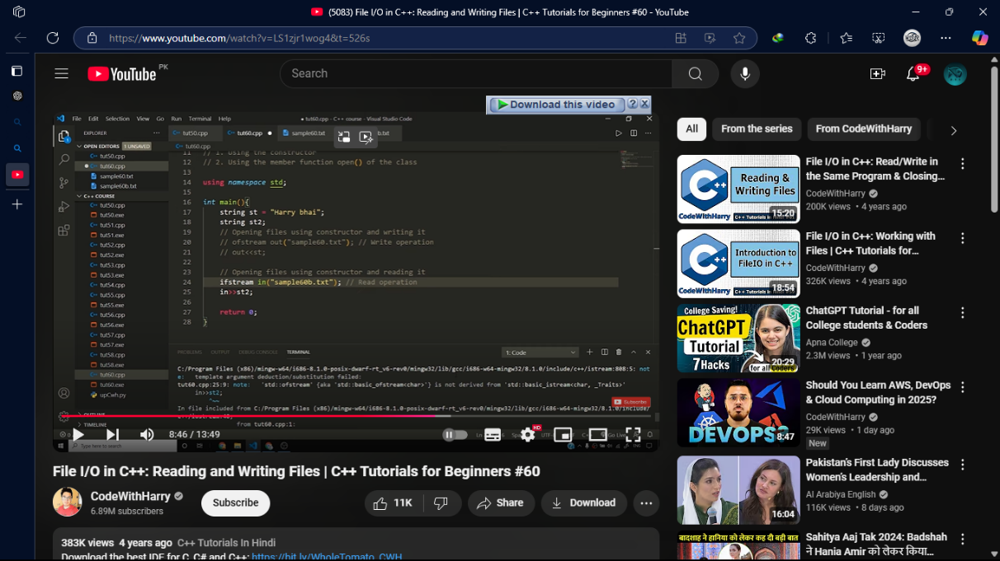 (5083) File I/O in C++: Reading and Writing Files | C++ Tutorials for Beginners #60 - YouTube
https://www.youtube.com/watch?v=LS1zjr1wog4&t=526s
YouTube PK
Search
9+
Download this video
File Edit Selection View Go Run Terminal Help
tut60.cpp - C++ course - Visual Studio Code
EXPLORER
tut50.cpp
tut60.cpp
sample60.txt
b.txt
OPEN EDITORS 1 UNSAVED
tut50.cpp
tut60.cpp
sample60.txt
sample60b.txt
C++ COURSE
tut50.cpp
tut50.exe
tut51.cpp
tut51.exe
tut52.cpp
tut52.exe
tut53.cpp
tut53.exe
tut54.cpp
tut55.cpp
tut55.exe
tut56.cpp
tut56.exe
tut57.cpp
tut57.exe
tut58.cpp
tut58.exe
tut60.cpp
tut60.exe
upCwh.py
OUTLINE
TIMELINE
tut60.cpp
11 // 1. Using the constructor
12 // 2. Using the member function open() of the class
13
14 using namespace std;
15
16 int main(){
17 string st = "Harry bhai";
18 string st2;
19 // Opening files using constructor and writing it
20 // ofstream out("sample60.txt"); // Write operation
21 // out<<st;
22
23 // Opening files using constructor and reading it
24 ifstream in("sample60b.txt"); // Read operation
25 in>>st2;
26
27 return 0;
28 }
PROBLEMS OUTPUT DEBUG CONSOLE TERMINAL
1: Code
C:/Program Files (x86)/mingw-w64/i686-8.1.0-posix-dwarf-rt_v6-rev0/mingw32/lib/gcc/i686-w64-mingw32/8.1.0/include/c++/istream:808:5: not
e: template argument deduction/substitution failed:
tut60.cpp:25:9: note: 'std::ofstream' {aka 'std::basic_ofstream<char>'} is not derived from 'std::basic_istream<char, _Traits>'
in>>st2;
^~~
In file included from C:/Program Files (x86)/mingw-w64/i686-8.1.0-posix-dwarf-rt_v6-rev0/mingw32/lib/gcc/i686-w64-mingw32/8.1.0/include/
from tut60.cpp:1:
Subscribe
8:46 / 13:49
HD
Type here to search
File I/O in C++: Reading and Writing Files | C++ Tutorials for Beginners #60
CodeWithHarry
6.89M subscribers
Subscribe
11K
Share
Download
383K views 4 years ago C++ Tutorials In Hindi
Download the best IDE for C, C# and C++: https://bit.ly/WholeTomato_CWH
All
From the series
From CodeWithHarry
Reading &
Writing Files
CodeWithHarry
15:20
File I/O in C++: Read/Write in
the Same Program & Closing...
CodeWithHarry
200K views • 4 years ago
Introduction to
FileIO in C++
CodeWithHarry
18:54
File I/O in C++: Working with
Files | C++ Tutorials for...
CodeWithHarry
326K views • 4 years ago
College Saving!
ChatGPT
Tutorial
7Hacks
for all Coders
20:29
ChatGPT Tutorial - for all
College students & Coders
Apna College
2.3M views • 1 year ago
DEVOPS?
8:47
Should You Learn AWS, DevOps
& Cloud Computing in 2025?
CodeWithHarry
29K views • 1 day ago
New
16:04
Pakistan's First Lady Discusses
Women's Leadership and...
Al Arabiya English
116K views • 8 days ago
बादशाह ने हानिया को लेकर कह दी बड़ी बात
Sahitya Aaj Tak 2024: Badshah
ने Hania Amir को लेकर किया...